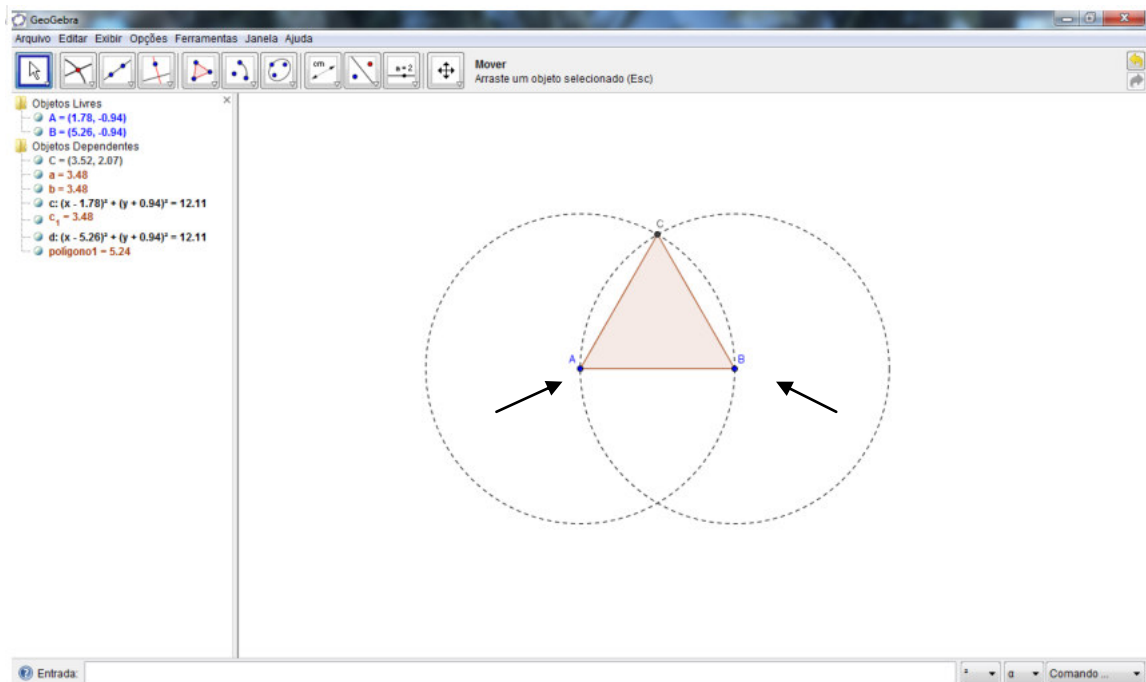 GeoGebra
Arquivo Editar Exibir Opções Ferramentas Janela Ajuda
cm
a=2
Mover
Arraste um objeto selecionado (Esc)
Objetos Livres
A = (1.78, -0.94)
B = (5.26, -0.94)
Objetos Dependentes
C = (3.52, 2.07)
a = 3.48
b = 3.48
c: (x - 1.78)² + (y + 0.94)² = 12.11
c₁ = 3.48
d: (x - 5.26)² + (y + 0.94)² = 12.11
polígono1 = 5.24
C
A
B
Entrada:
²
α
Comando ...